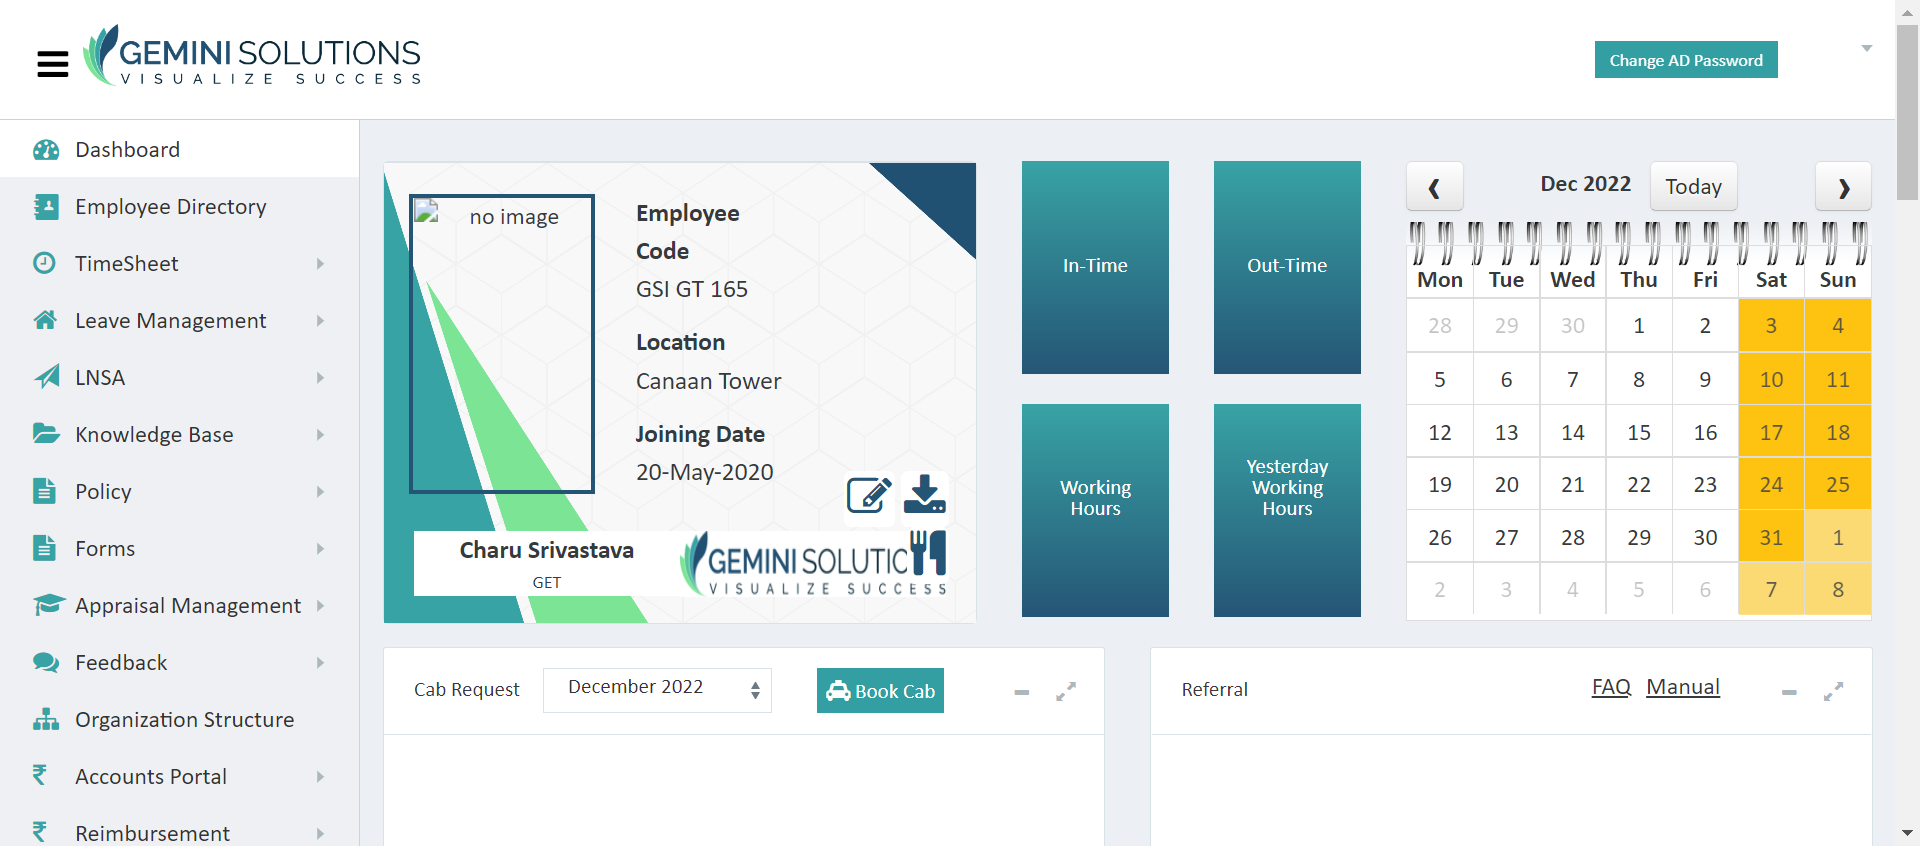 GEMINI SOLUTIONS
VISUALIZE SUCCESS
Change AD Password
Dashboard
Employee Directory
TimeSheet
Leave Management
LNSA
Knowledge Base
Policy
Forms
Appraisal Management
Feedback
Organization Structure
Accounts Portal
Reimbursement
no image
Employee
Code
GSI GT 165
Location
Canaan Tower
Joining Date
20-May-2020
Charu Srivastava
GET
GEMINI SOLUTIC
VISUALIZE SUCCESS
In-Time
Out-Time
Working
Hours
Yesterday
Working
Hours
Dec 2022
Today
Mon Tue Wed Thu Fri Sat Sun
28 29 30 1 2 3 4
5 6 7 8 9 10 11
12 13 14 15 16 17 18
19 20 21 22 23 24 25
26 27 28 29 30 31 1
2 3 4 5 6 7 8
Cab Request
December 2022
Book Cab
Referral
FAQ
Manual